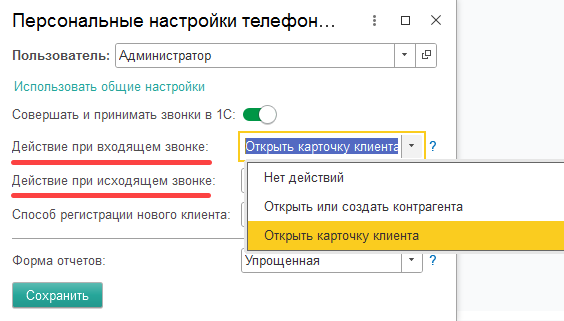 Персональные настройки телефон...
Пользователь: Администратор
Использовать общие настройки
Совершать и принимать звонки в 1С:
Действие при входящем звонке: Открыть карточку клиента ?
Нет действий
Действие при исходящем звонке:
Открыть или создать контрагента
Способ регистрации нового клиента:
Открыть карточку клиента
Форма отчетов: Упрощенная ?
Сохранить